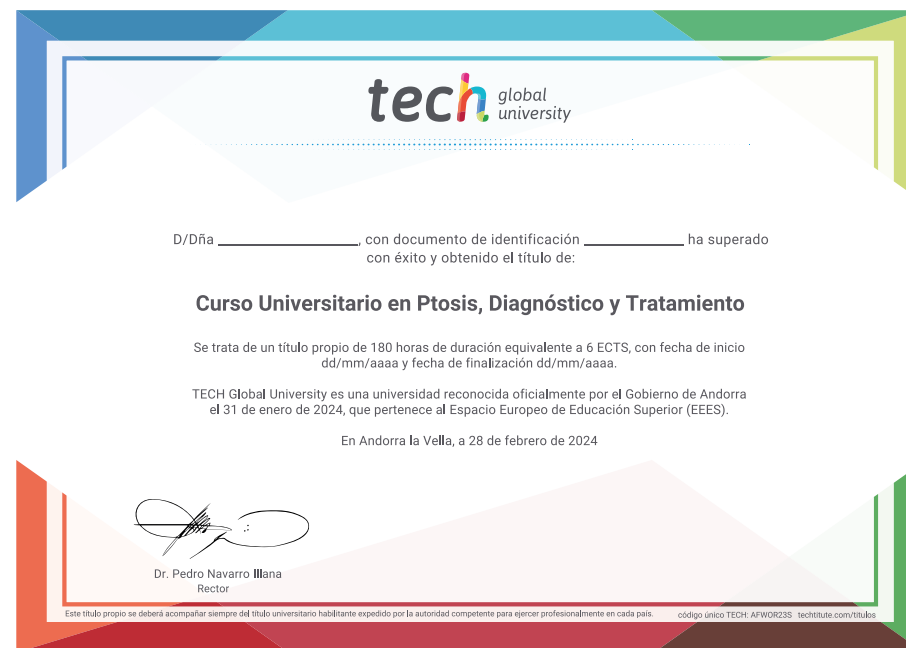 tech global university
D/Dña ____________________, con documento de identificación ______________ ha superado
con éxito y obtenido el título de:
Curso Universitario en Ptosis, Diagnóstico y Tratamiento
Se trata de un título propio de 180 horas de duración equivalente a 6 ECTS, con fecha de inicio
dd/mm/aaaa y fecha de finalización dd/mm/aaaa.
TECH Global University es una universidad reconocida oficialmente por el Gobierno de Andorra
el 31 de enero de 2024, que pertenece al Espacio Europeo de Educación Superior (EEES).
En Andorra la Vella, a 28 de febrero de 2024
Dr. Pedro Navarro Illana
Rector
Este título propio se deberá acompañar siempre del título universitario habilitante expedido por la autoridad competente para ejercer profesionalmente en cada país. código único TECH: AFWOR23S techtitute.com/titulos